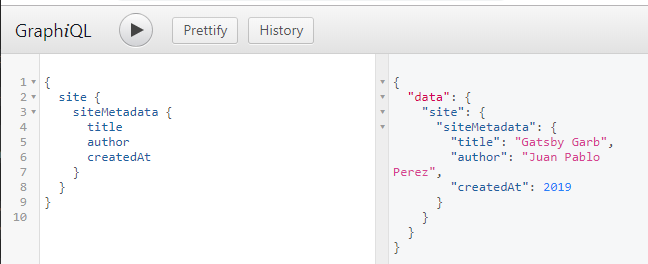 GraphiQL Prettify History
1 {
2 site {
3 siteMetadata {
4 title
5 author
6 createdAt
7 }
8 }
9 }
10
{
"data": {
"site": {
"siteMetadata": {
"title": "Gatsby Garb",
"author": "Juan Pablo
Perez",
"createdAt": 2019
}
}
}
}